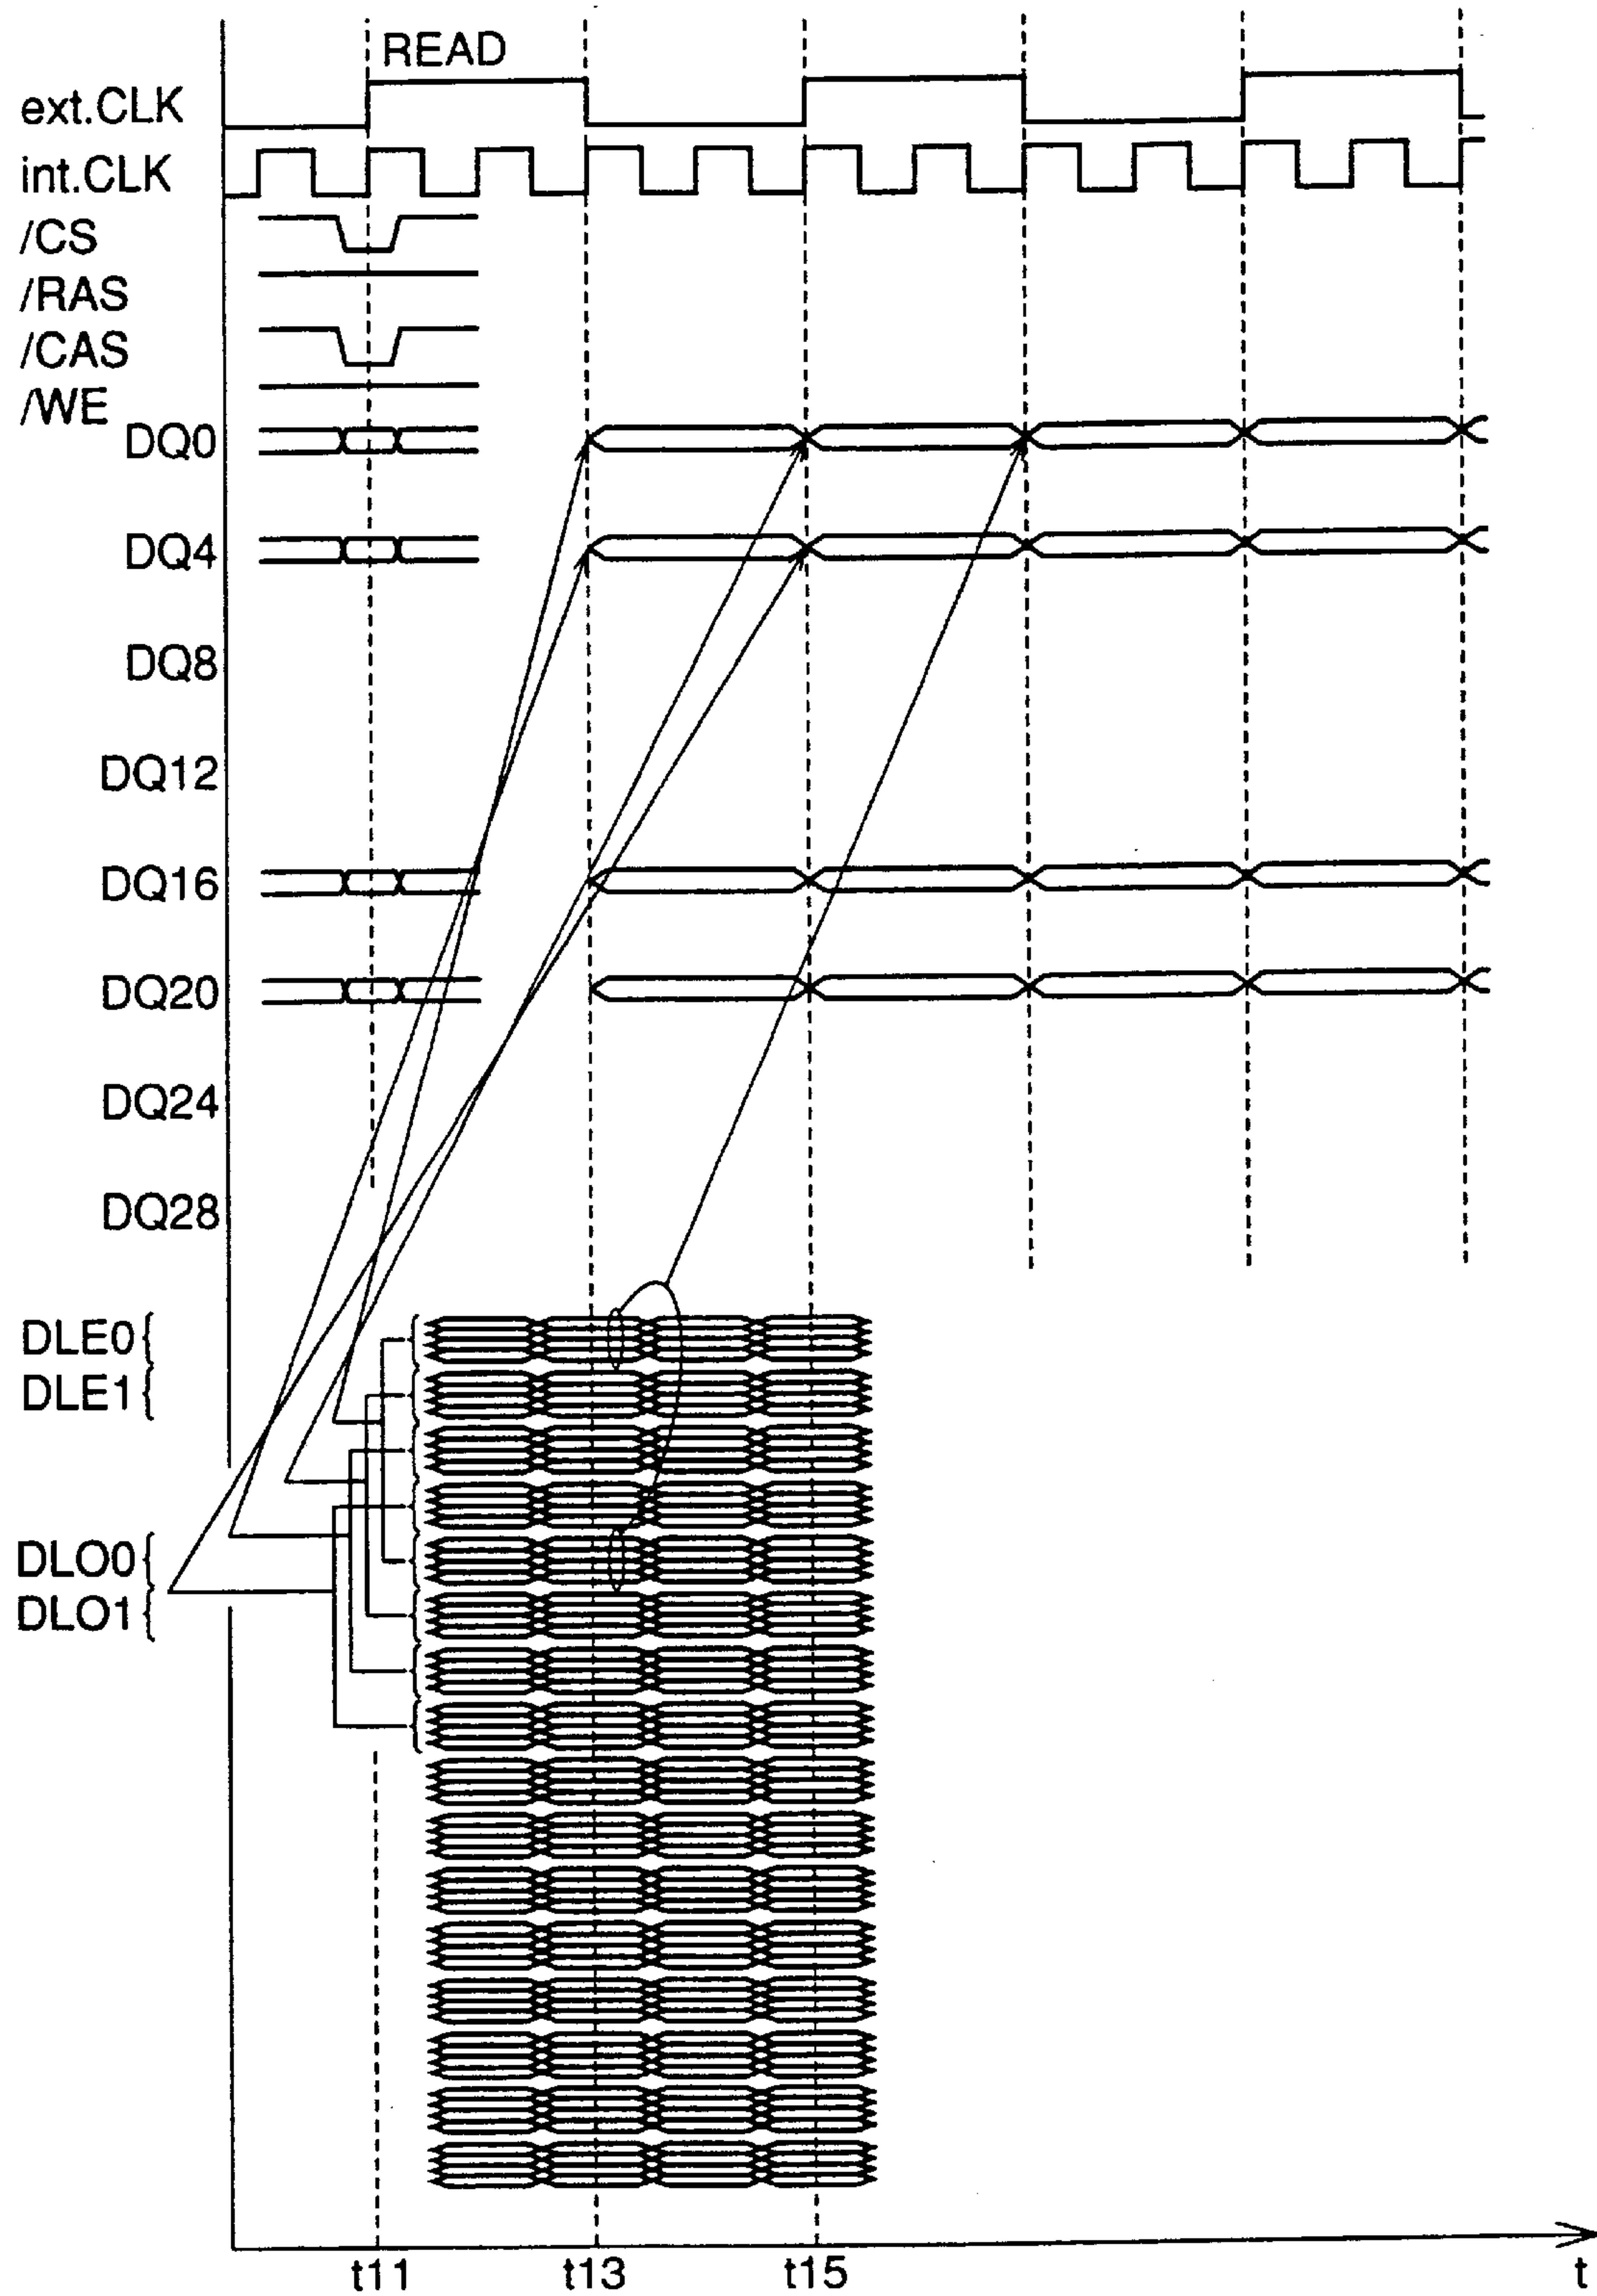 READ
ext.CLK
int.CLK
/CS
/RAS
/CAS
/WE
DQ0
DQ4
DQ8
DQ12
DQ16
DQ20
DQ24
DQ28
DLE0
DLE1
DLO0
DLO1
t11 t13 t15 t